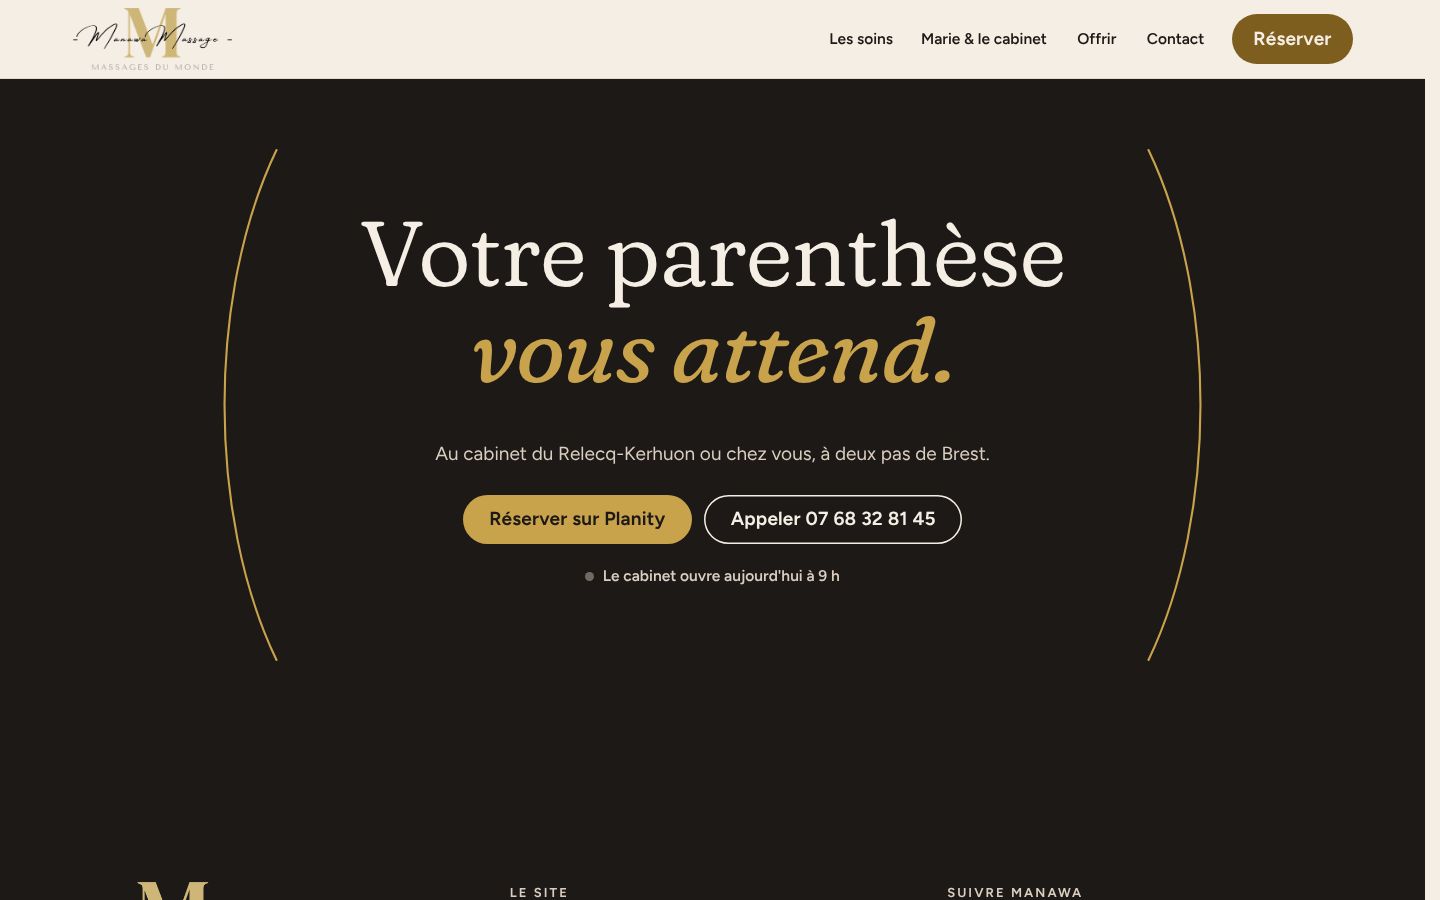 M
- Manawa Massage -
MASSAGES DU MONDE
Les soins
Marie & le cabinet
Offrir
Contact
Réserver
Votre parenthèse
vous attend.
Au cabinet du Relecq-Kerhuon ou chez vous, à deux pas de Brest.
Réserver sur Planity
Appeler 07 68 32 81 45
Le cabinet ouvre aujourd'hui à 9 h
M
LE SITE
SUIVRE MANAWA